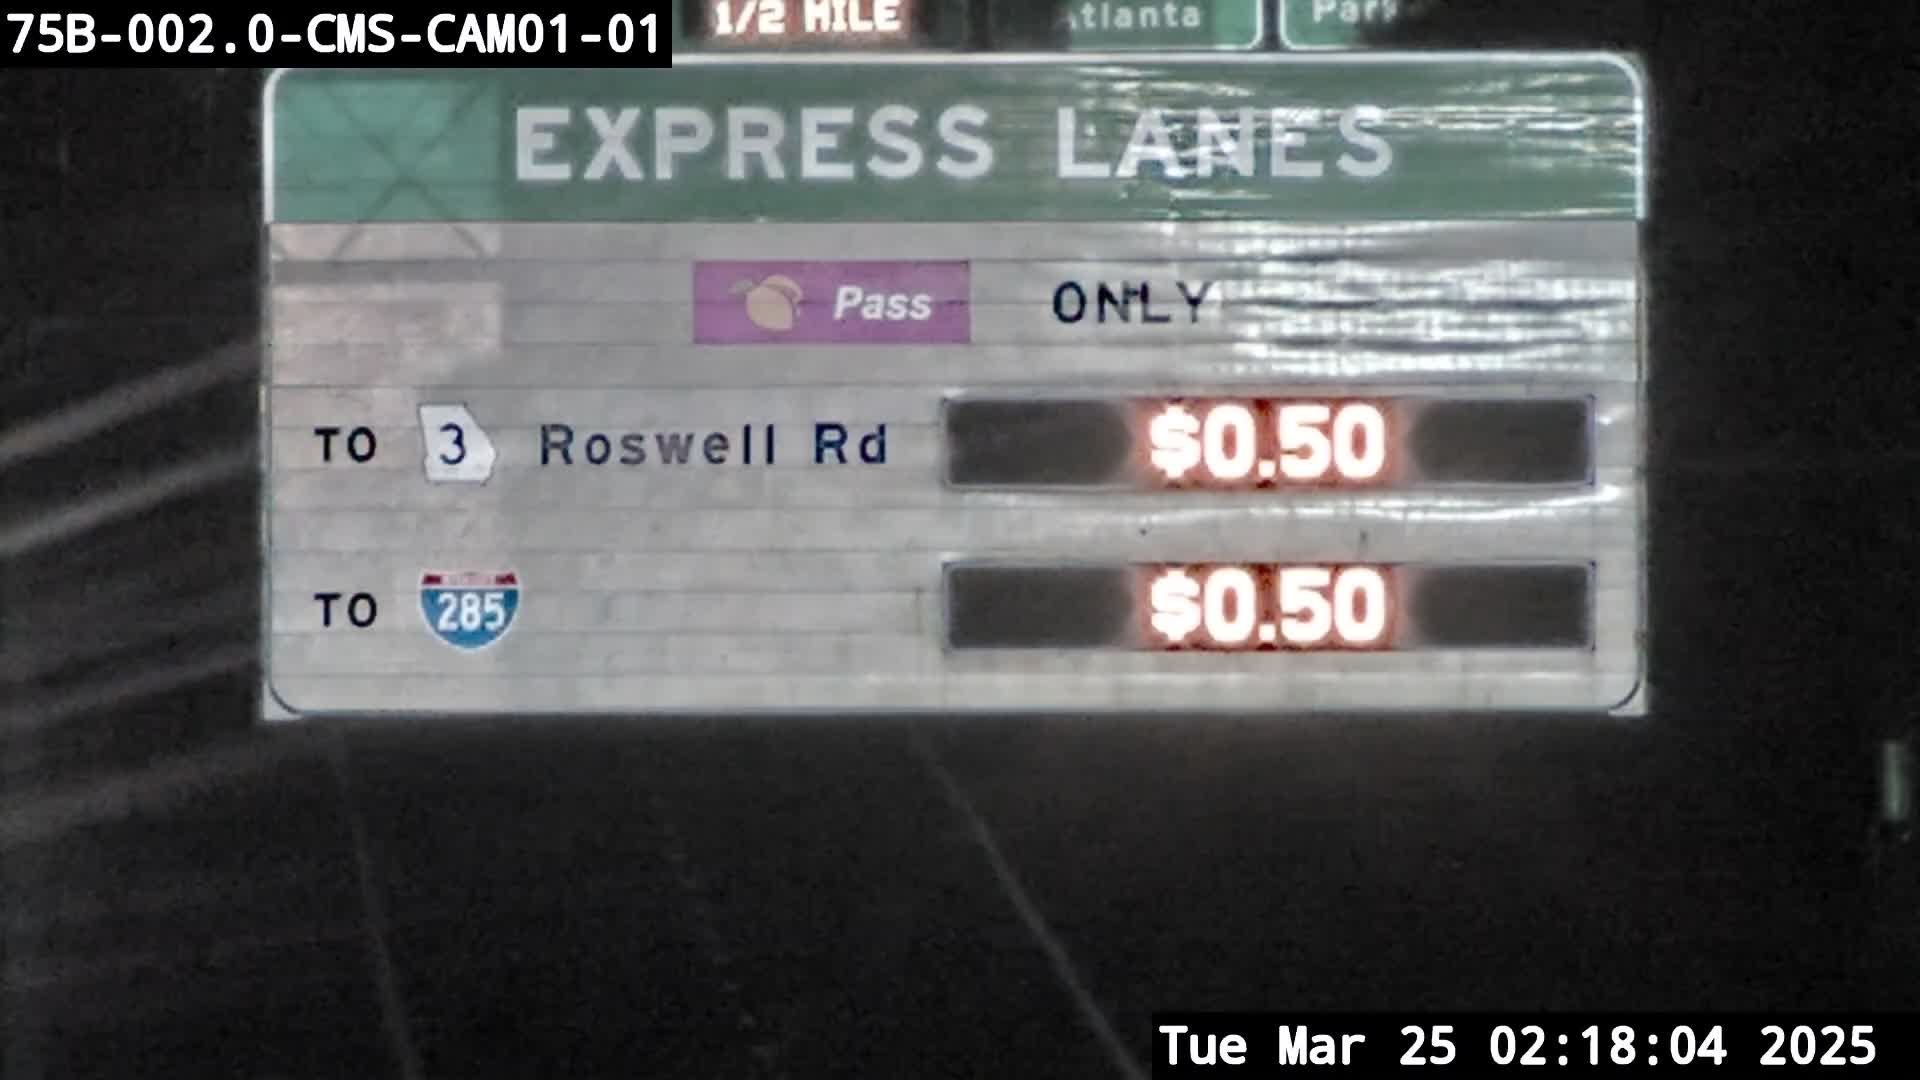 75B-002.0-CMS-CAM01-01
1/2 MILE
Atlanta
EXPRESS LANES
Pass ONLY
TO 3 Roswell Rd $0.50
TO 285 $0.50
Tue Mar 25 02:18:04 2025